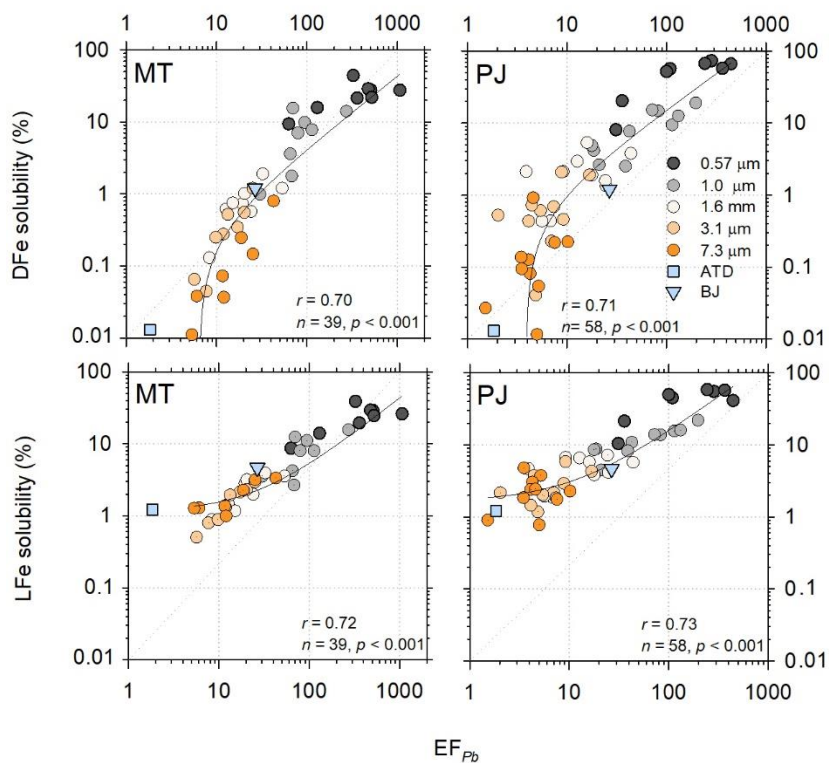 1 10 100 1000
1 10 100 1000
100
10
1
0.1
0.01
MT
r = 0.70
n = 39, p < 0.001
DFe solubility (%)
100
10
1
0.1
0.01
PJ
0.57 µm
1.0 µm
1.6 mm
3.1 µm
7.3 µm
ATD
BJ
r = 0.71
n= 58, p < 0.001
100
10
1
0.1
0.01
MT
r = 0.72
n = 39, p < 0.001
LFe solubility (%)
100
10
1
0.1
0.01
PJ
r = 0.73
n = 58, p < 0.001
1 10 100 1000
1 10 100 1000
EFPb